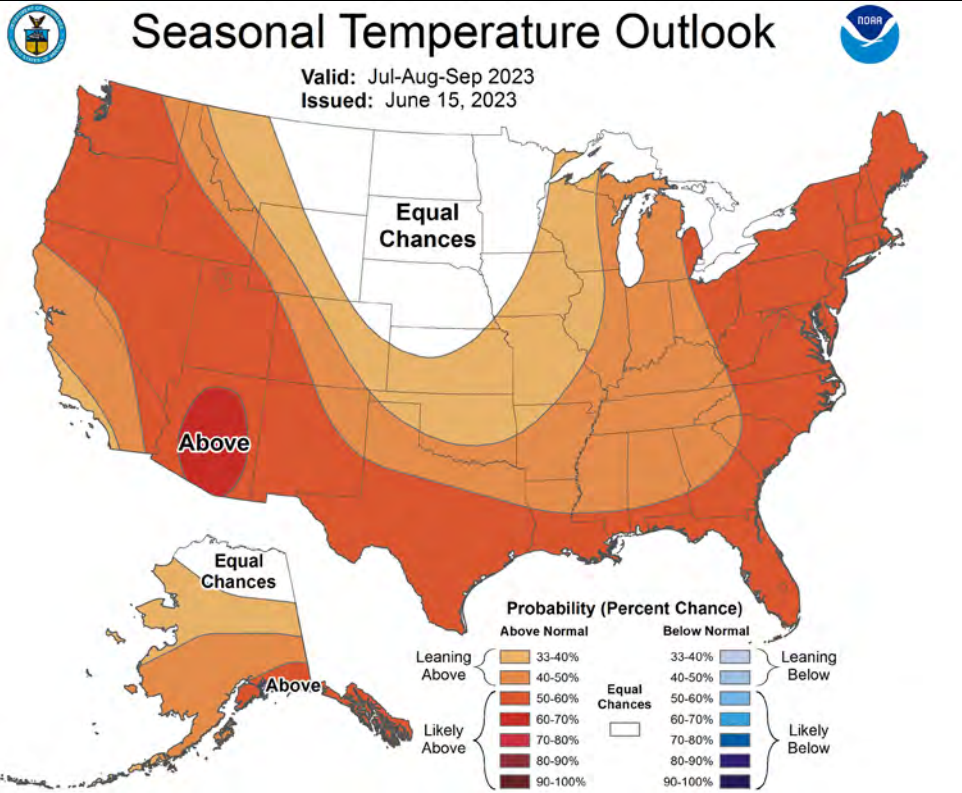 Seasonal Temperature Outlook
NOAA
Valid: Jul-Aug-Sep 2023
Issued: June 15, 2023
Equal
Chances
Above
Equal
Chances
Above
Probability (Percent Chance)
Above Normal
Below Normal
Leaning
Above
33-40%
40-50%
Likely
Above
50-60%
60-70%
70-80%
80-90%
90-100%
Equal
Chances
33-40%
40-50%
Leaning
Below
50-60%
60-70%
70-80%
80-90%
90-100%
Likely
Below